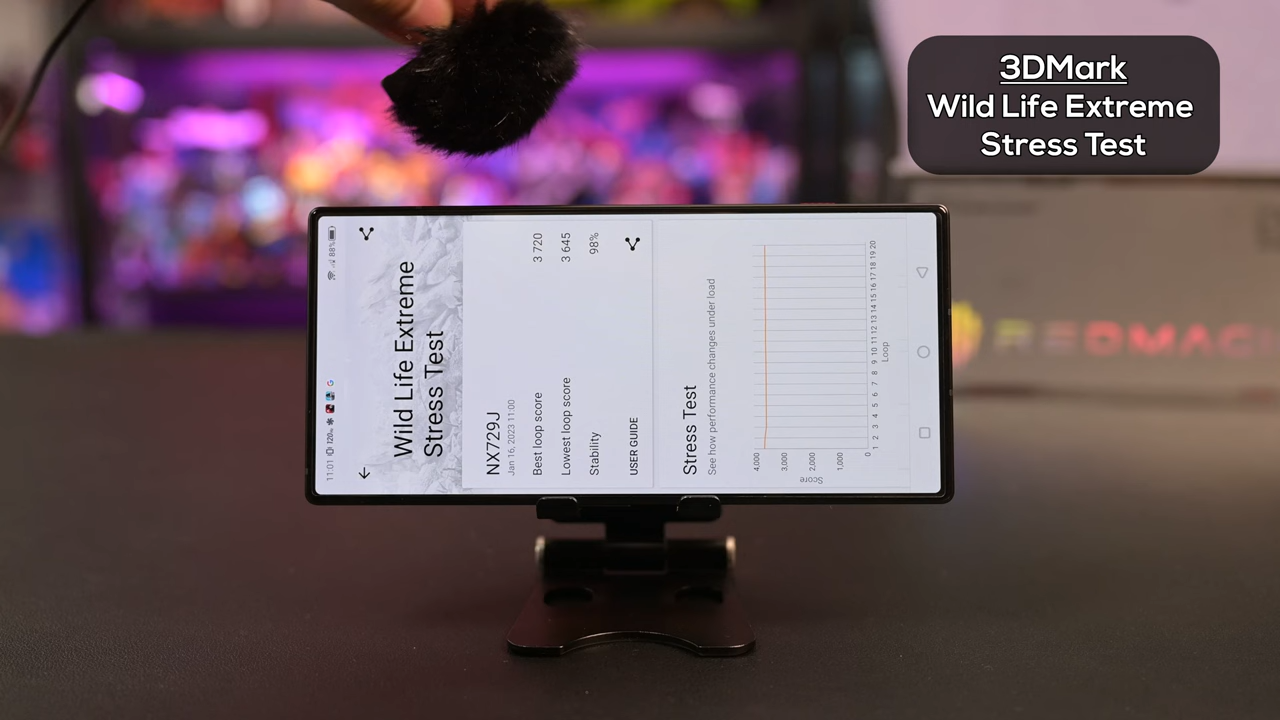 3DMark
Wild Life Extreme
Stress Test
11:01
88%
Wild Life Extreme
Stress Test
NX729J
Jan 16, 2023 11:00
Best loop score 3 720
Lowest loop score 3 645
Stability 98%
USER GUIDE
Stress Test
See how performance changes under load
Score
4,000
3,000
2,000
1,000
0
1 2 3 4 5 6 7 8 9 10 11 12 13 14 15 16 17 18 19 20
Loop
REDMAGIC